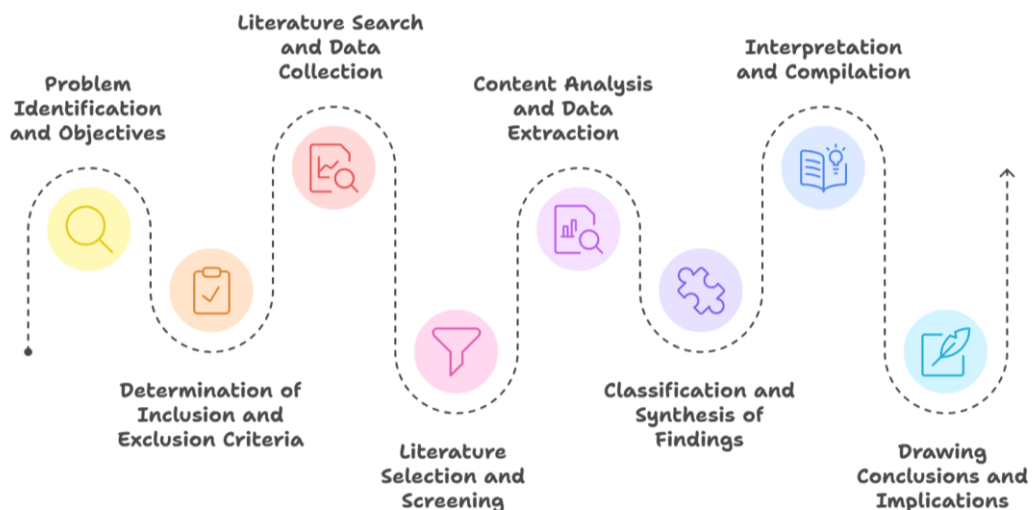 Problem
Identification
and Objectives
Determination of
Inclusion and
Exclusion Criteria
Literature Search
and Data
Collection
Literature
Selection and
Screening
Content Analysis
and Data
Extraction
Classification and
Synthesis of
Findings
Interpretation
and Compilation
Drawing
Conclusions and
Implications